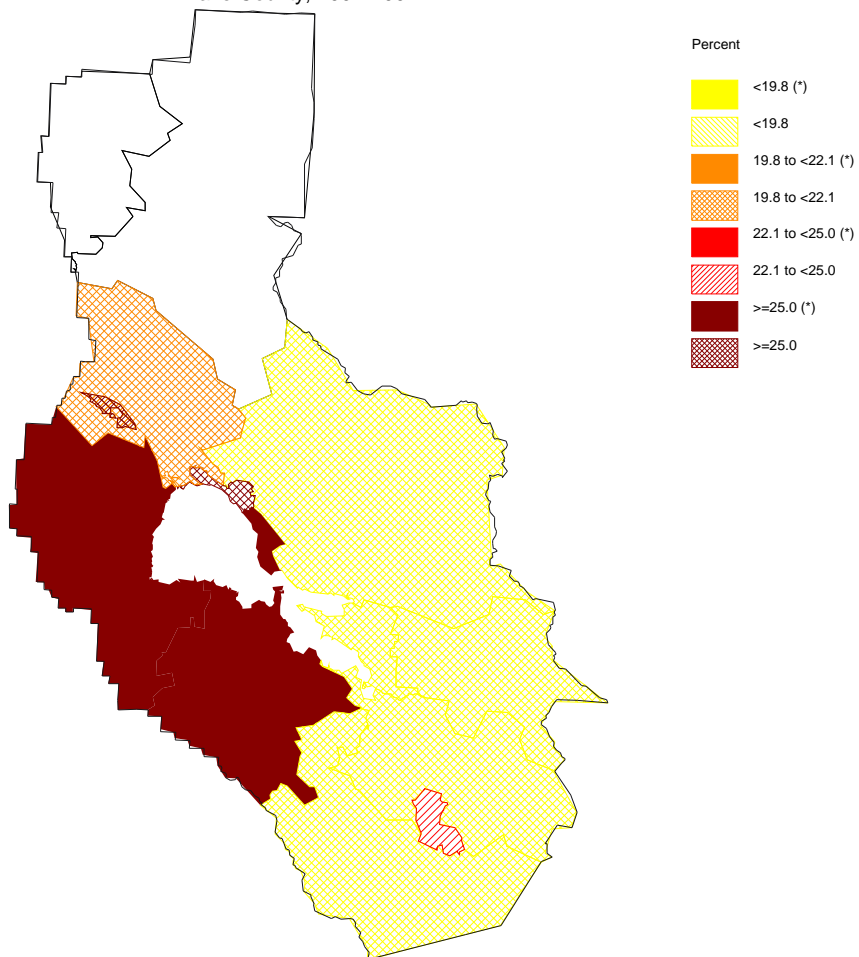 Percent
<19.8 (*)
<19.8
19.8 to <22.1 (*)
19.8 to <22.1
22.1 to <25.0 (*)
22.1 to <25.0
>=25.0 (*)
>=25.0